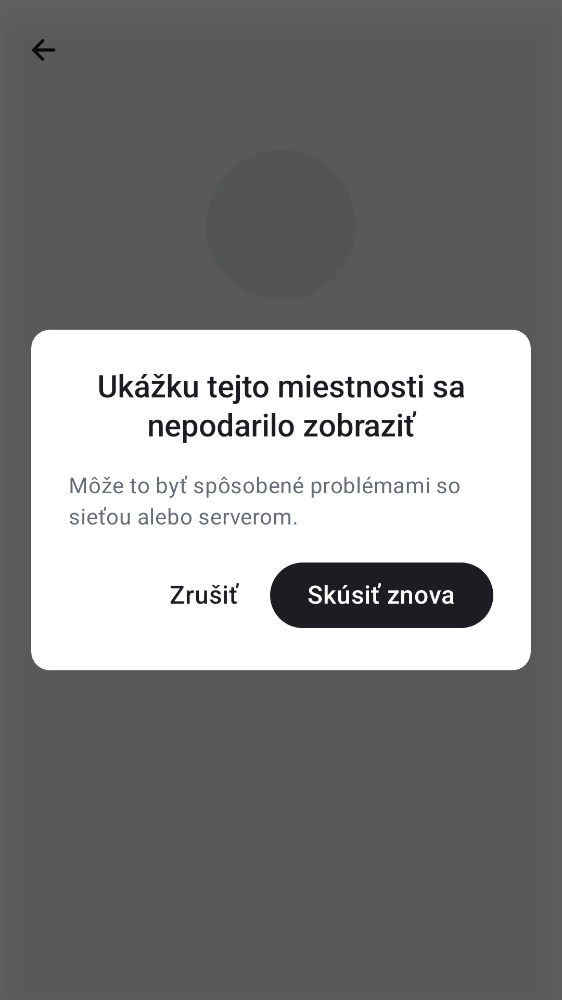 Ukážku tejto miestnosti sa
nepodarilo zobraziť
Môže to byť spôsobené problémami so
sieťou alebo serverom.
Zrušiť
Skúsiť znova